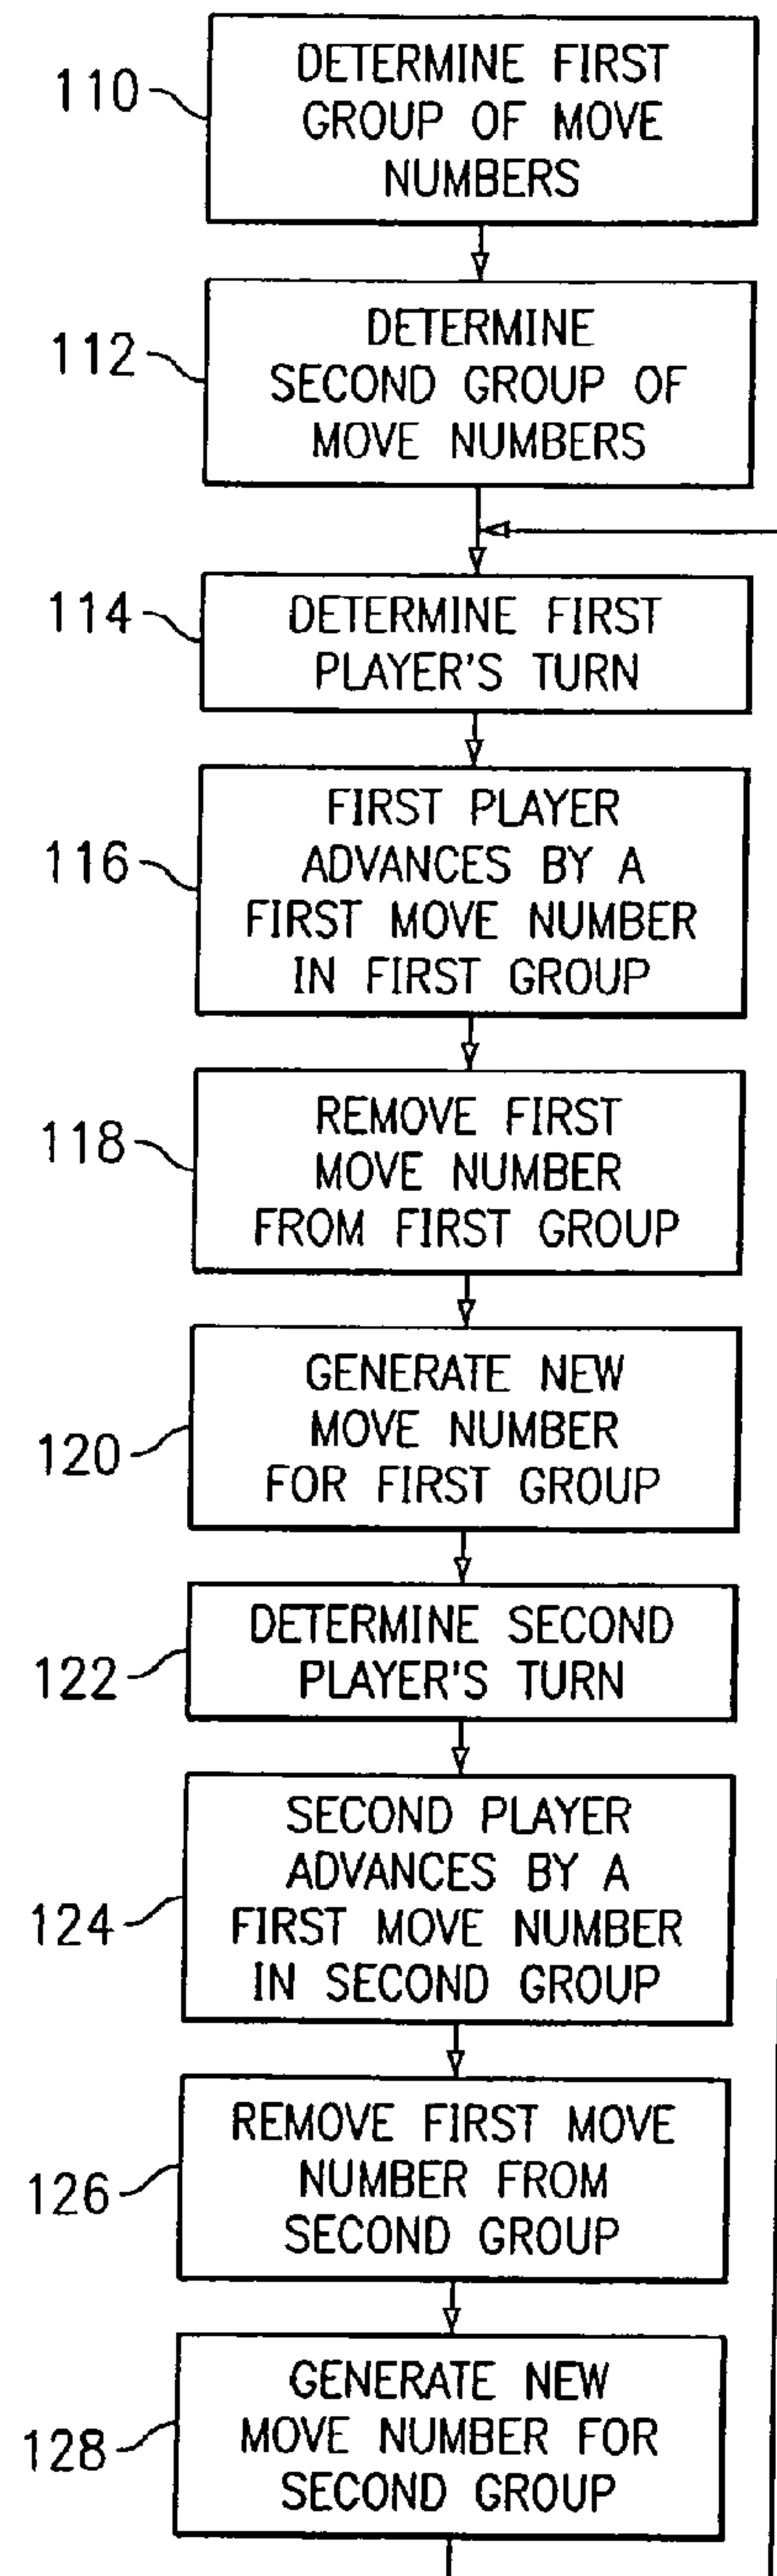 110
DETERMINE FIRST
GROUP OF MOVE
NUMBERS
112
DETERMINE
SECOND GROUP OF
MOVE NUMBERS
114
DETERMINE FIRST
PLAYER'S TURN
116
FIRST PLAYER
ADVANCES BY A
FIRST MOVE NUMBER
IN FIRST GROUP
118
REMOVE FIRST
MOVE NUMBER
FROM FIRST GROUP
120
GENERATE NEW
MOVE NUMBER
FOR FIRST GROUP
122
DETERMINE SECOND
PLAYER'S TURN
124
SECOND PLAYER
ADVANCES BY A
FIRST MOVE NUMBER
IN SECOND GROUP
126
REMOVE FIRST MOVE
NUMBER FROM
SECOND GROUP
128
GENERATE NEW
MOVE NUMBER FOR
SECOND GROUP